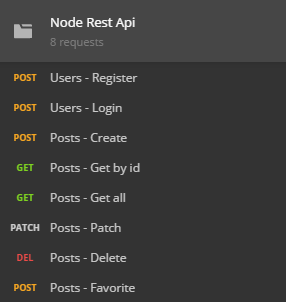 Node Rest Api
8 requests
POST Users - Register
POST Users - Login
POST Posts - Create
GET Posts - Get by id
GET Posts - Get all
PATCH Posts - Patch
DEL Posts - Delete
POST Posts - Favorite